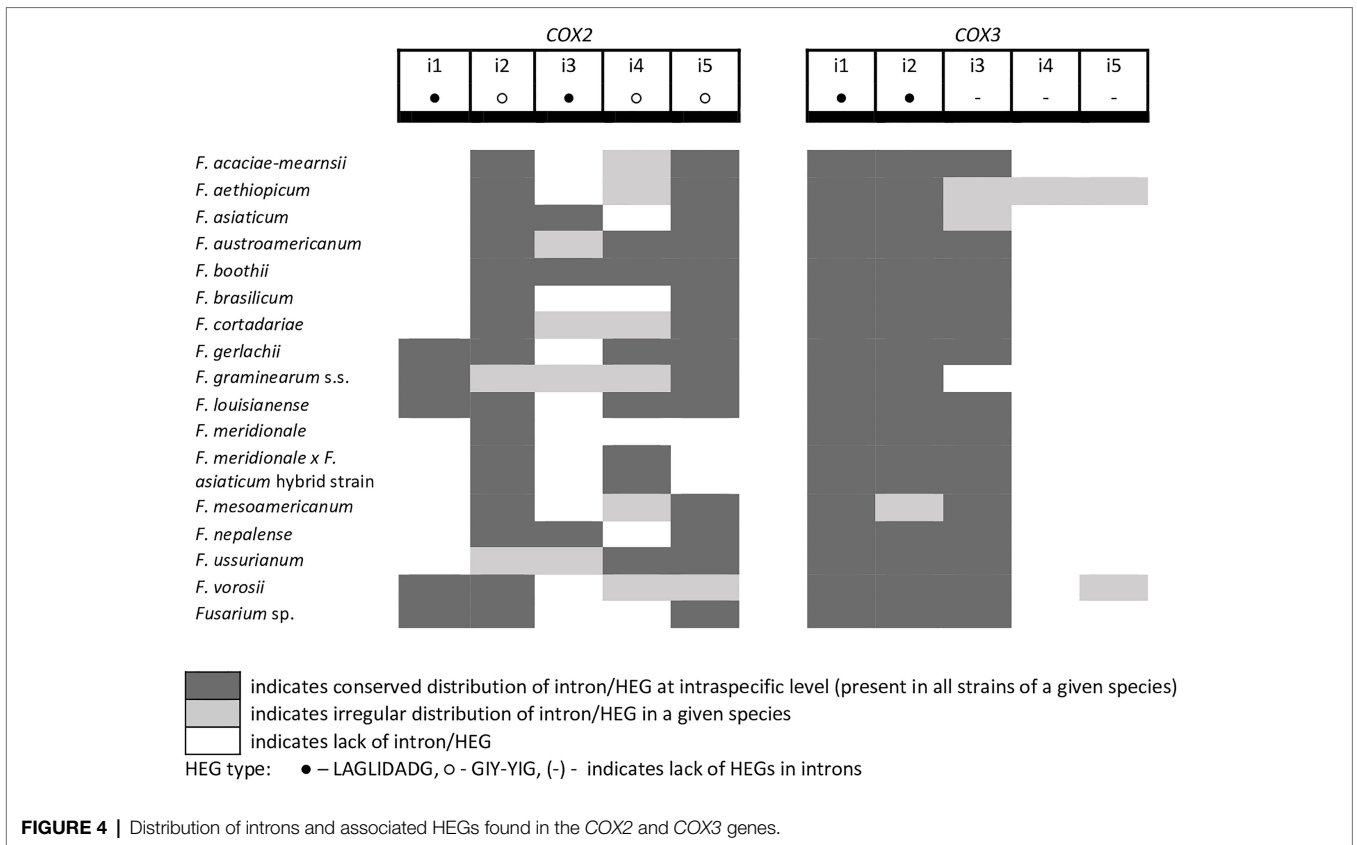 COX2 COX3
i1 i2 i3 i4 i5 i1 i2 i3 i4 i5
● ○ ● ○ ○ ● ● - - -
F. acaciae-mearnsii
F. aethiopicum
F. asiaticum
F. austroamericanum
F. boothii
F. brasilicum
F. cortadariae
F. gerlachii
F. graminearum s.s.
F. louisianense
F. meridionale
F. meridionale x F.
asiaticum hybrid strain
F. mesoamericanum
F. nepalense
F. ussurianum
F. vorosii
Fusarium sp.
indicates conserved distribution of intron/HEG at intraspecific level (present in all strains of a given species)
indicates irregular distribution of intron/HEG in a given species
indicates lack of intron/HEG
HEG type: ● – LAGLIDADG, ○ - GIY-YIG, (-) - indicates lack of HEGs in introns
FIGURE 4 | Distribution of introns and associated HEGs found in the COX2 and COX3 genes.